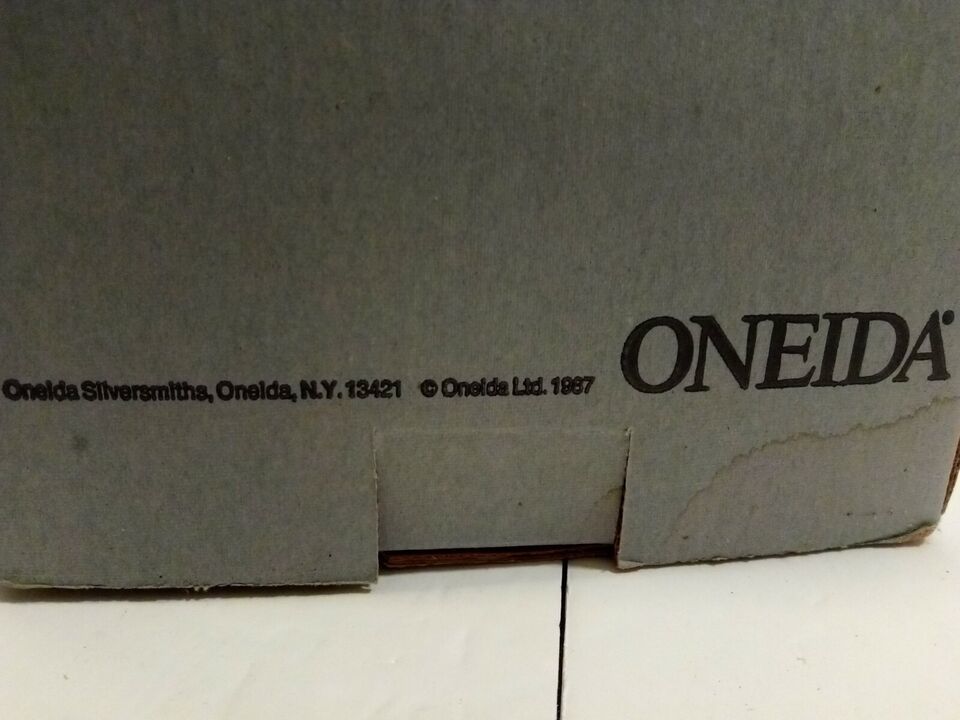 Oneida Silversmiths, Oneida, N.Y. 13421 © Oneida Ltd. 1987
ONEIDA®